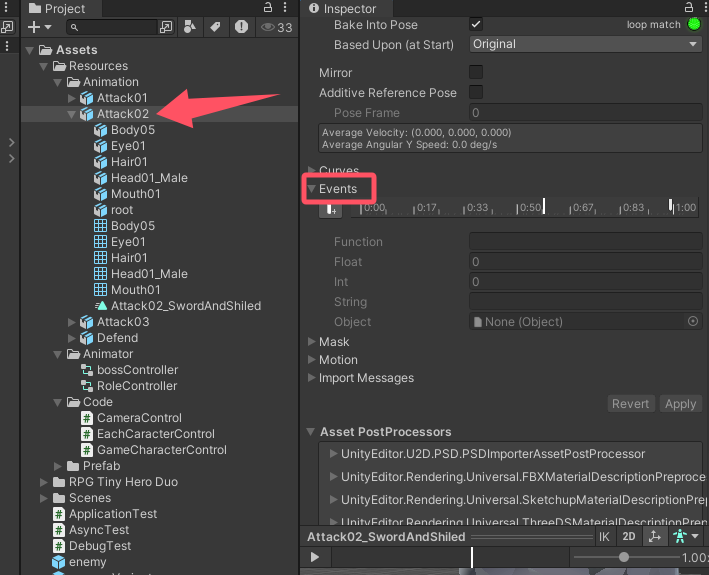 Project
33
Assets
Resources
Animation
Attack01
Attack02
Body05
Eye01
Hair01
Head01_Male
Mouth01
root
Body05
Eye01
Hair01
Head01_Male
Mouth01
Attack02_SwordAndShiled
Attack03
Defend
Animator
bossController
RoleController
Code
CameraControl
EachCaracterControl
GameCharacterControl
Prefab
RPG Tiny Hero Duo
Scenes
ApplicationTest
AsyncTest
DebugTest
enemy
Inspector
Bake Into Pose
loop match
Based Upon (at Start) Original
Mirror
Additive Reference Pose
Pose Frame 0
Average Velocity: (0.000, 0.000, 0.000)
Average Angular Y Speed: 0.0 deg/s
Curves
Events
0:00 0:17 0:33 0:50 0:67 0:83 1:00
Function
Float 0
Int 0
String
Object None (Object)
Mask
Motion
Import Messages
Revert Apply
Asset PostProcessors
UnityEditor.U2D.PSD.PSDImporterAssetPostProcessor
UnityEditor.Rendering.Universal.FBXMaterialDescriptionPreproce
UnityEditor.Rendering.Universal.SketchupMaterialDescriptionPrep
UnityEditor.Rendering.Universal.ThreeDSMaterialDescriptionPrep
Attack02_SwordAndShiled IK 2D
1.00